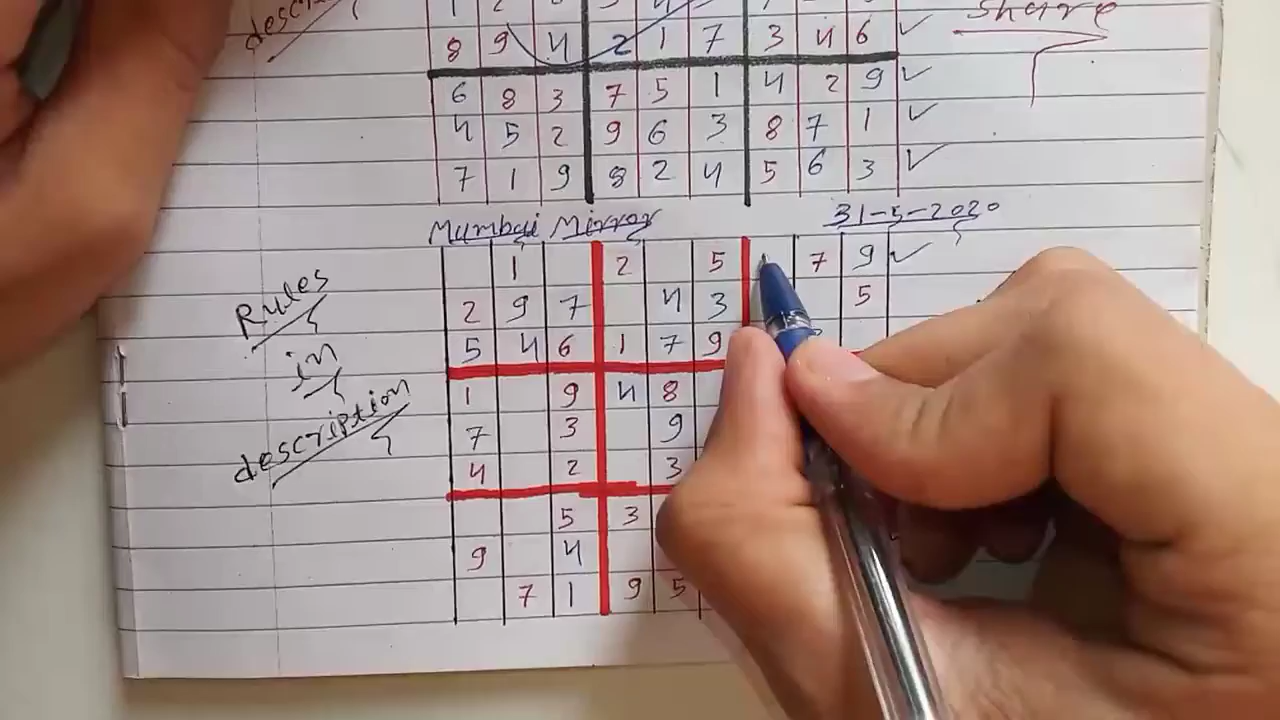 share
8 9 4 2 1 7 3 4 6
6 8 3 7 5 1 4 2 9
4 5 2 9 6 3 8 7 1
7 1 9 8 2 4 5 6 3
Mumbai Mirror 31-5-2020
1 2 5 7 9
2 9 7 4 3 5
5 4 6 1 7 9
1 9 4 8
7 3 9
4 2 3
5 3
9 4
7 1 9 5
Rules
in
description